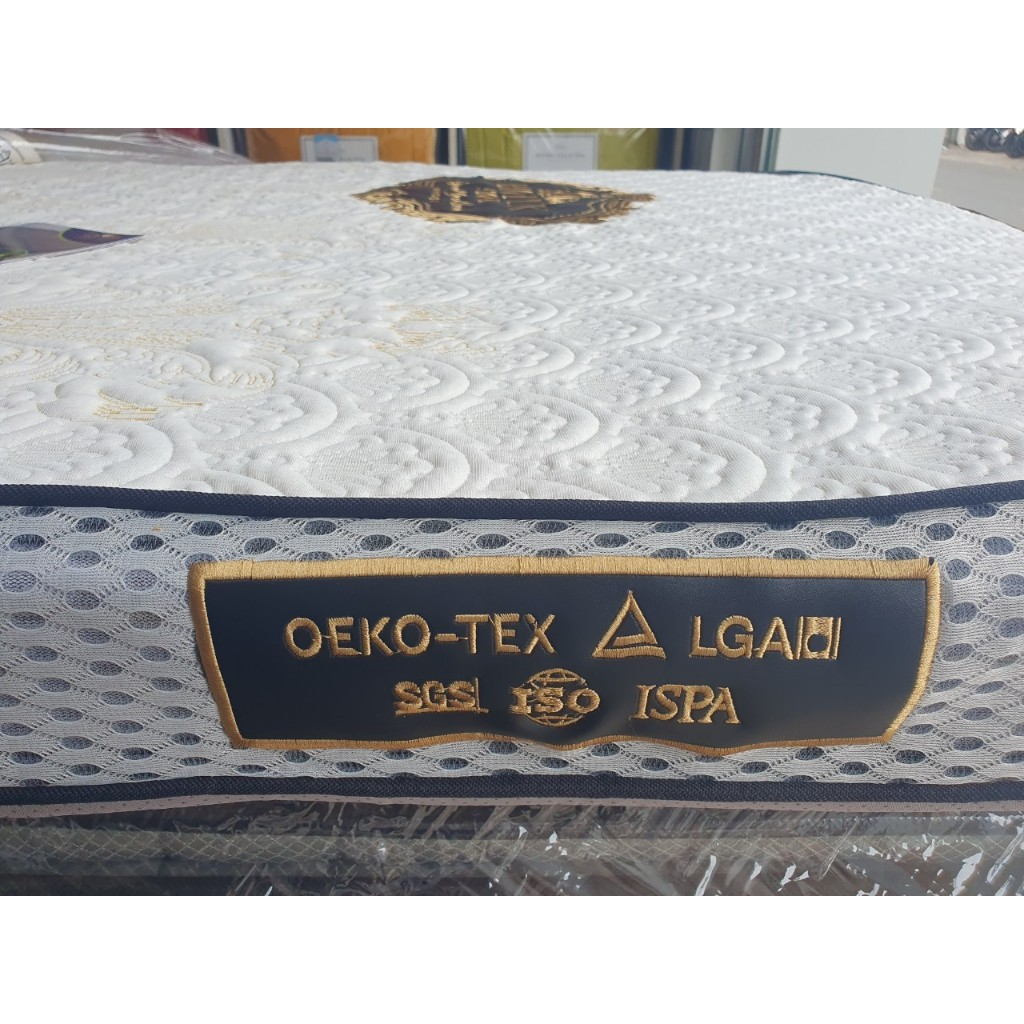 OEKO-TEX LGA
SGS ISO ISPA